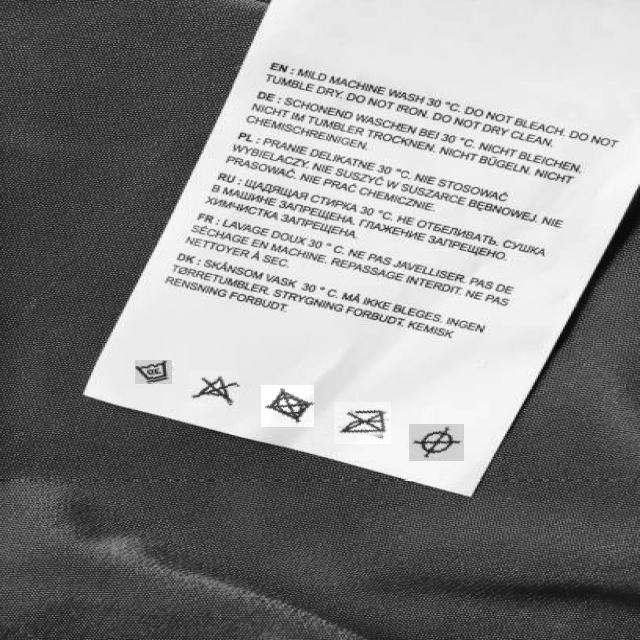 EN : MILD MACHINE WASH 30 °C. DO NOT BLEACH. DO NOT
TUMBLE DRY. DO NOT IRON. DO NOT DRY CLEAN.
DE : SCHONEND WASCHEN BEI 30 °C. NICHT BLEICHEN.
NICHT IM TUMBLER TROCKNEN. NICHT BÜGELN. NICHT
CHEMISCHREINIGEN.
PL : PRANIE DELIKATNE 30 °C. NIE STOSOWAĆ
WYBIELACZY. NIE SUSZYĆ W SUSZARCE BĘBNOWEJ. NIE
PRASOWAĆ. NIE PRAĆ CHEMICZNIE.
RU : ЩАДЯЩАЯ СТИРКА 30 °C. НЕ ОТБЕЛИВАТЬ. СУШКА
В МАШИНЕ ЗАПРЕЩЕНА. ГЛАЖЕНИЕ ЗАПРЕЩЕНО.
ХИМЧИСТКА ЗАПРЕЩЕНА.
FR : LAVAGE DOUX 30 ° C. NE PAS JAVELLISER. PAS DE
SÉCHAGE EN MACHINE. REPASSAGE INTERDIT. NE PAS
NETTOYER À SEC.
DK : SKÅNSOM VASK 30 ° C. MÅ IKKE BLEGES. INGEN
TØRRETUMBLER. STRYGNING FORBUDT. KEMISK
RENSNING FORBUDT.